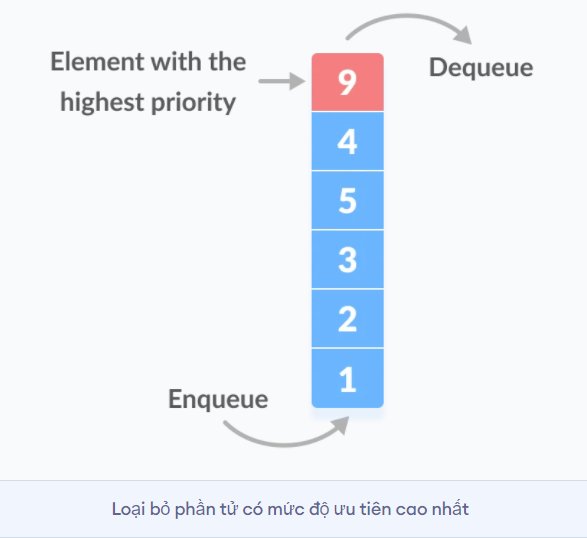 Element with the
highest priority
Dequeue
9
4
5
3
2
1
Enqueue
Loại bỏ phần tử có mức độ ưu tiên cao nhất